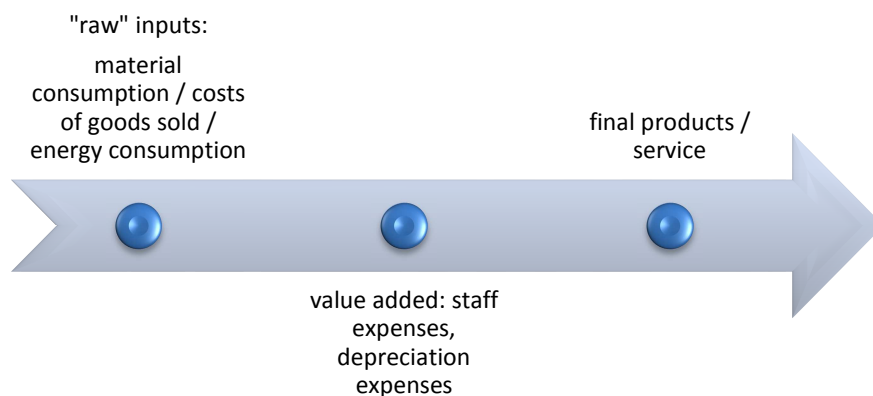 "raw" inputs:
material
consumption / costs
of goods sold /
energy consumption
value added: staff
expenses,
depreciation
expenses
final products /
service